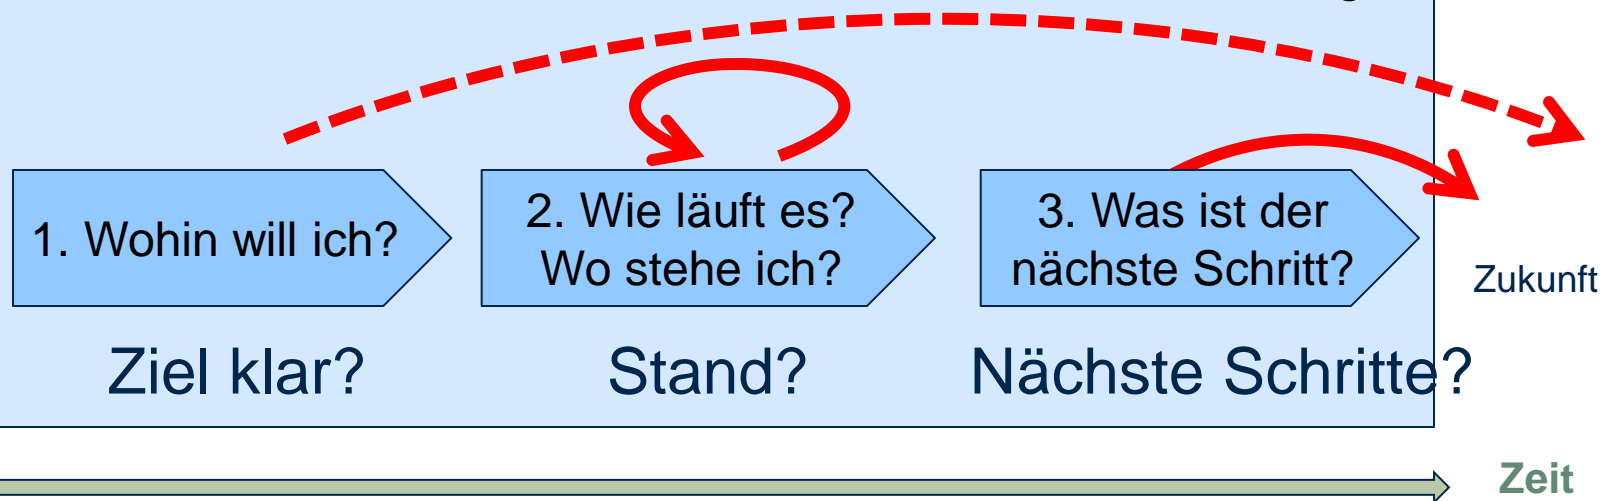 1. Wohin will ich?
2. Wie läuft es?
Wo stehe ich?
3. Was ist der
nächste Schritt?
Zukunft
Ziel klar?
Stand?
Nächste Schritte?
Zeit